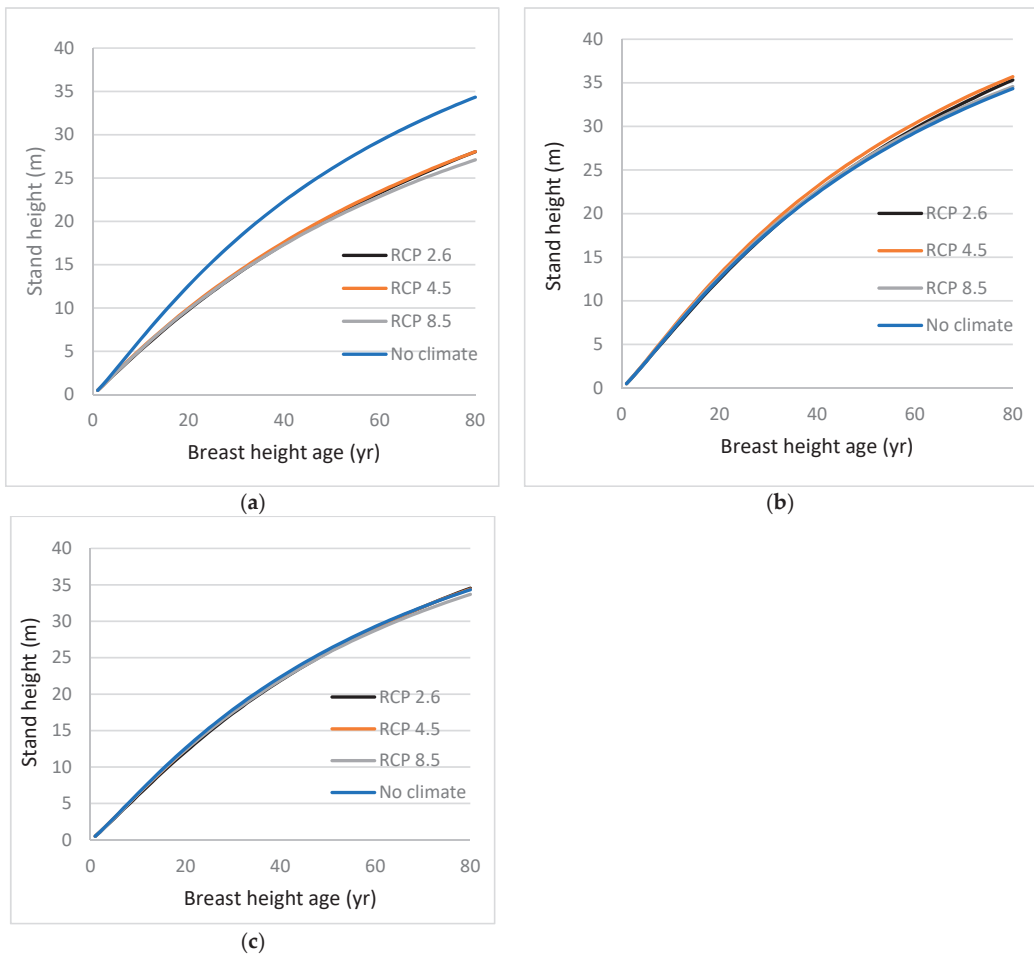 40
35
30
25
20
15
10
5
0
Stand height (m)
RCP 2.6
RCP 4.5
RCP 8.5
No climate
0 20 40 60 80
Breast height age (yr)
(a)
40
35
30
25
20
15
10
5
0
Stand height (m)
RCP 2.6
RCP 4.5
RCP 8.5
No climate
0 20 40 60 80
Breast height age (yr)
(b)
40
35
30
25
20
15
10
5
0
Stand height (m)
RCP 2.6
RCP 4.5
RCP 8.5
No climate
0 20 40 60 80
Breast height age (yr)
(c)